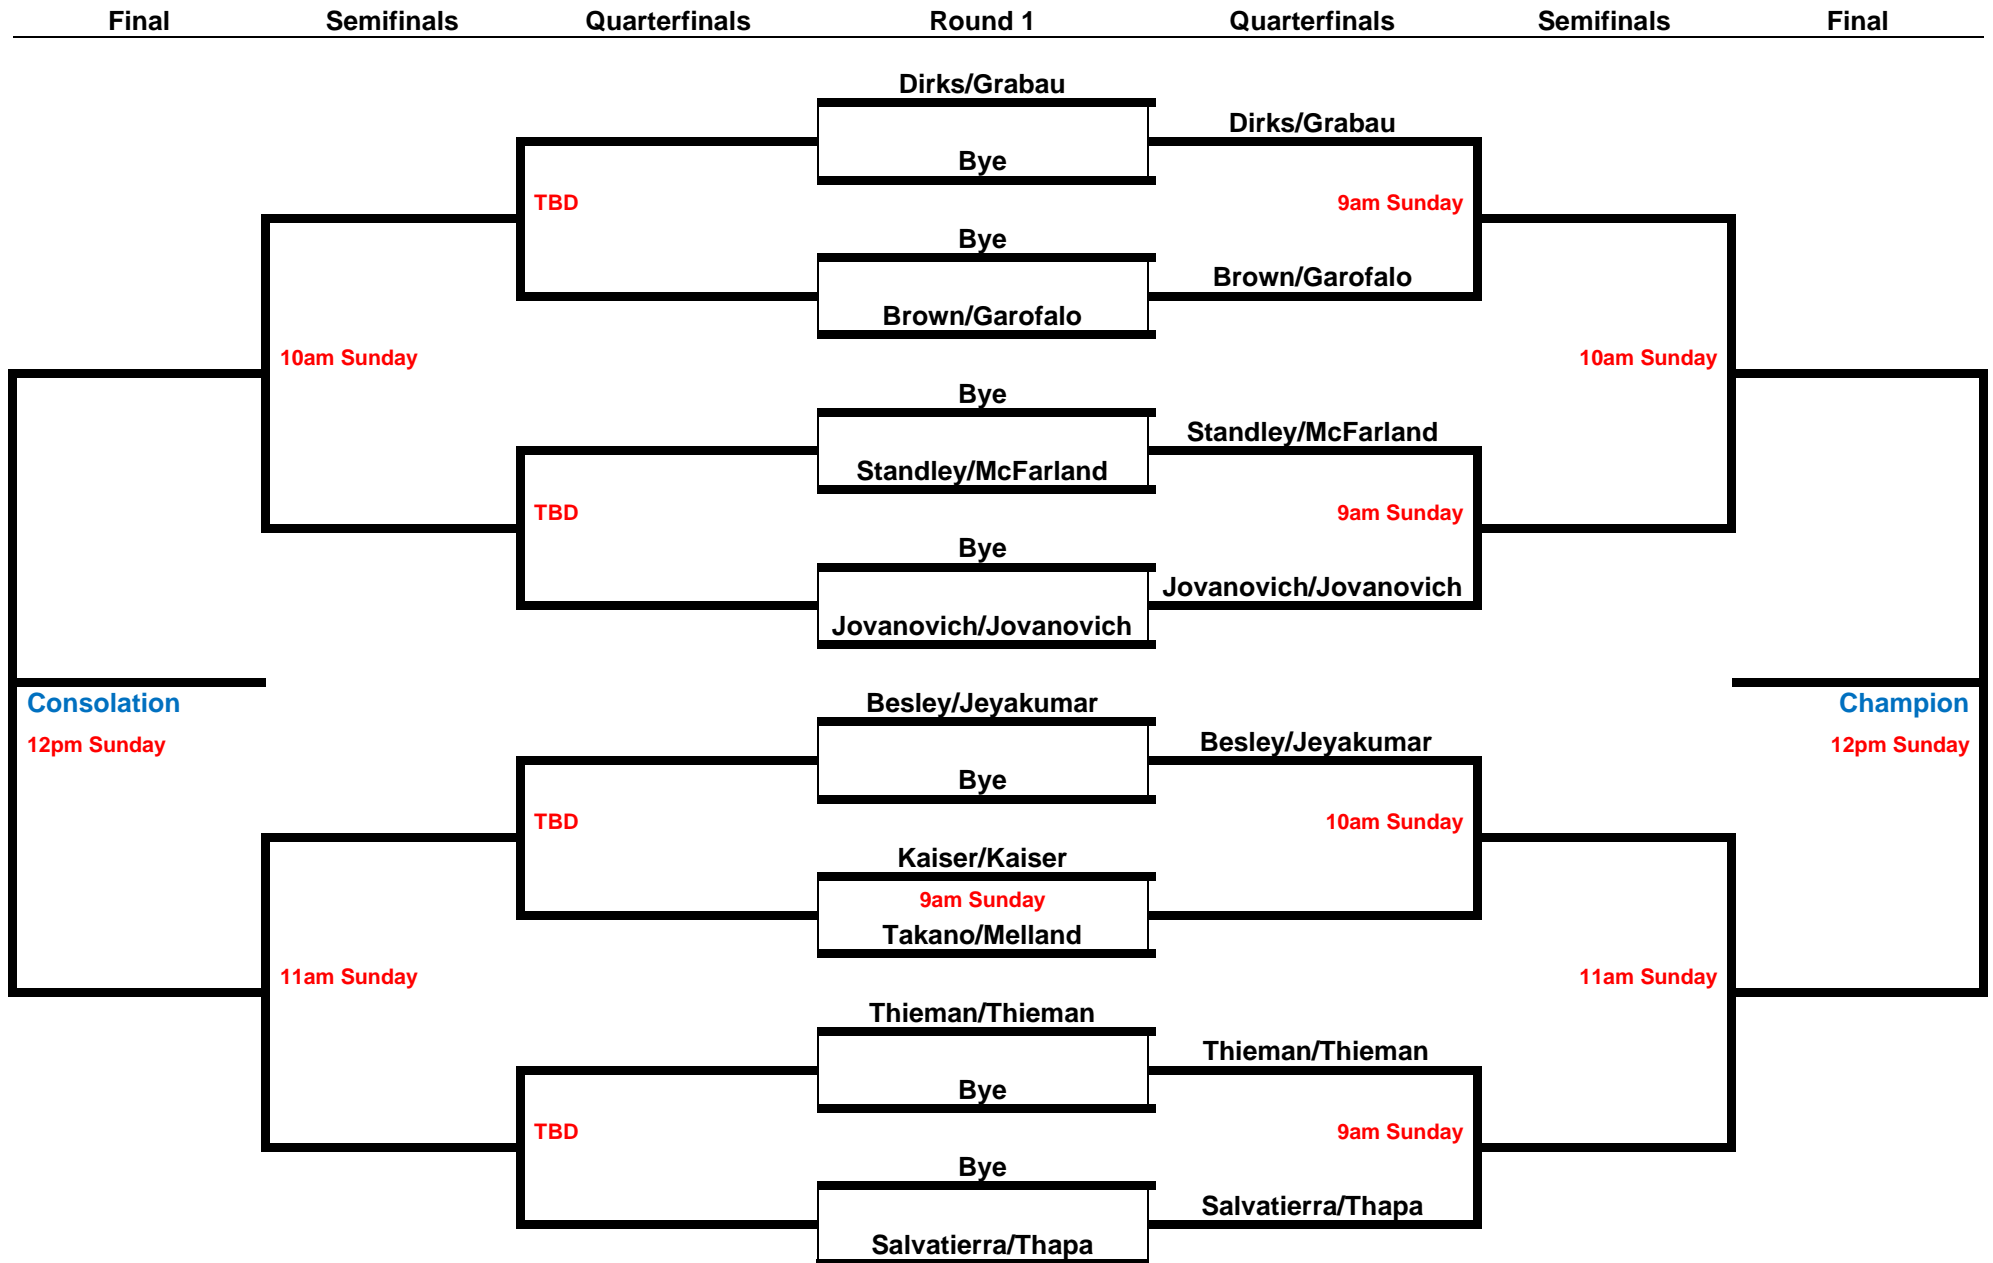 Final Semifinals Quarterfinals Round 1 Quarterfinals Semifinals Final
Dirks/Grabau
Dirks/Grabau
Bye
TBD 9am Sunday
Bye
Brown/Garofalo
Brown/Garofalo
10am Sunday 10am Sunday
Bye
Standley/McFarland
Standley/McFarland
TBD 9am Sunday
Bye
Jovanovich/Jovanovich
Jovanovich/Jovanovich
Consolation Besley/Jeyakumar Champion
12pm Sunday Besley/Jeyakumar 12pm Sunday
Bye
TBD 10am Sunday
Kaiser/Kaiser
9am Sunday
Takano/Melland
11am Sunday 11am Sunday
Thieman/Thieman
Thieman/Thieman
Bye
TBD 9am Sunday
Bye
Salvatierra/Thapa
Salvatierra/Thapa